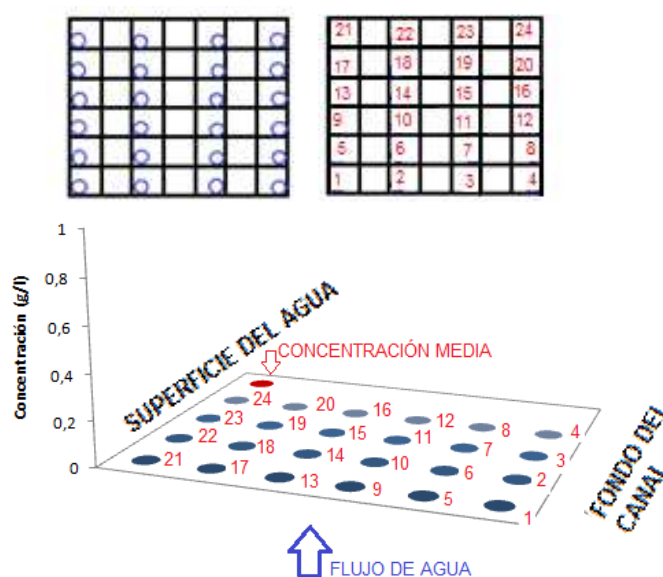 21 22 23 24
17 18 19 20
13 14 15 16
9 10 11 12
5 6 7 8
1 2 3 4
Concentración (g/l)
1
0,8
0,6
0,4
0,2
0
SUPERFICIE DEL AGUA
CONCENTRACIÓN MEDIA
24 20 16 12 8 4
23 19 15 11 7 3
22 18 14 10 6 2
21 17 13 9 5 1
FONDO DEL
CANAL
FLUJO DE AGUA